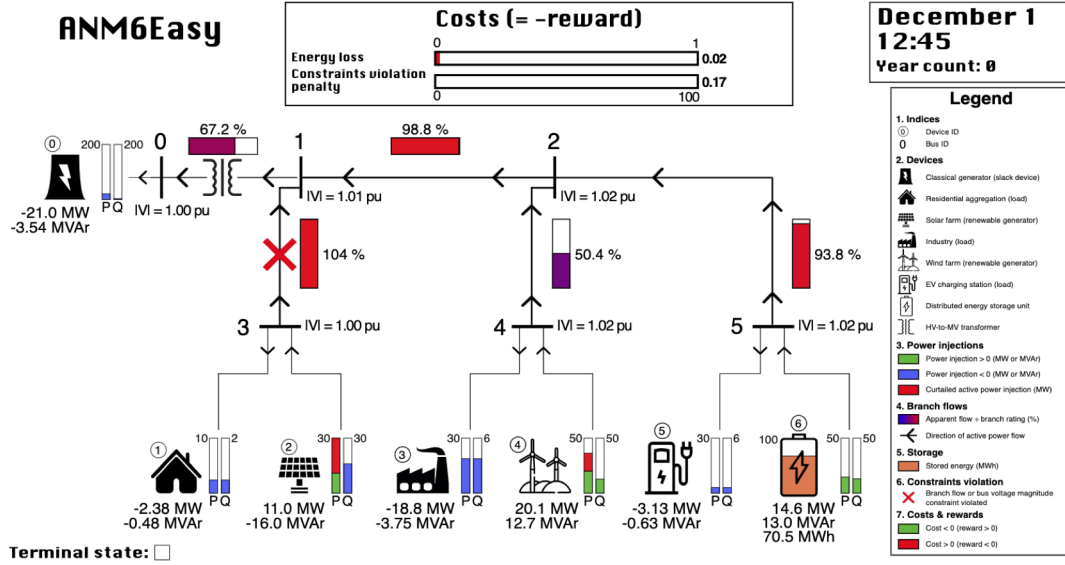 ANM6Easy
Costs (= -reward)
0 1
Energy loss 0.02
Constraints violation penalty 0.17
0 100
December 1
12:45
Year count: 0
Legend
1. Indices
0 Device ID
0 Bus ID
2. Devices
Classical generator (slack device)
Residential aggregation (load)
Solar farm (renewable generator)
Industry (load)
Wind farm (renewable generator)
EV charging station (load)
Distributed energy storage unit
HV-to-MV transformer
3. Power injections
Power injection > 0 (MW or MVAr)
Power injection < 0 (MW or MVAr)
Curtailed active power injection (MW)
4. Branch flows
Apparent flow ÷ branch rating (%)
Direction of active power flow
5. Storage
Stored energy (MWh)
6. Constraints violation
Branch flow or bus voltage magnitude
constraint violated
7. Costs & rewards
Cost < 0 (reward > 0)
Cost > 0 (reward < 0)
0
200 200
P Q
-21.0 MW
-3.54 MVAr
0
|V| = 1.00 pu
67.2 %
1
|V| = 1.01 pu
98.8 %
2
|V| = 1.02 pu
104 %
50.4 %
93.8 %
3
|V| = 1.00 pu
4
|V| = 1.02 pu
5
|V| = 1.02 pu
1
10 2
P Q
-2.38 MW
-0.48 MVAr
2
30 30
P Q
11.0 MW
-16.0 MVAr
3
30 6
P Q
-18.8 MW
-3.75 MVAr
4
50 50
P Q
20.1 MW
12.7 MVAr
5
30 6
P Q
-3.13 MW
-0.63 MVAr
6
100
50 50
P Q
14.6 MW
13.0 MVAr
70.5 MWh
Terminal state: